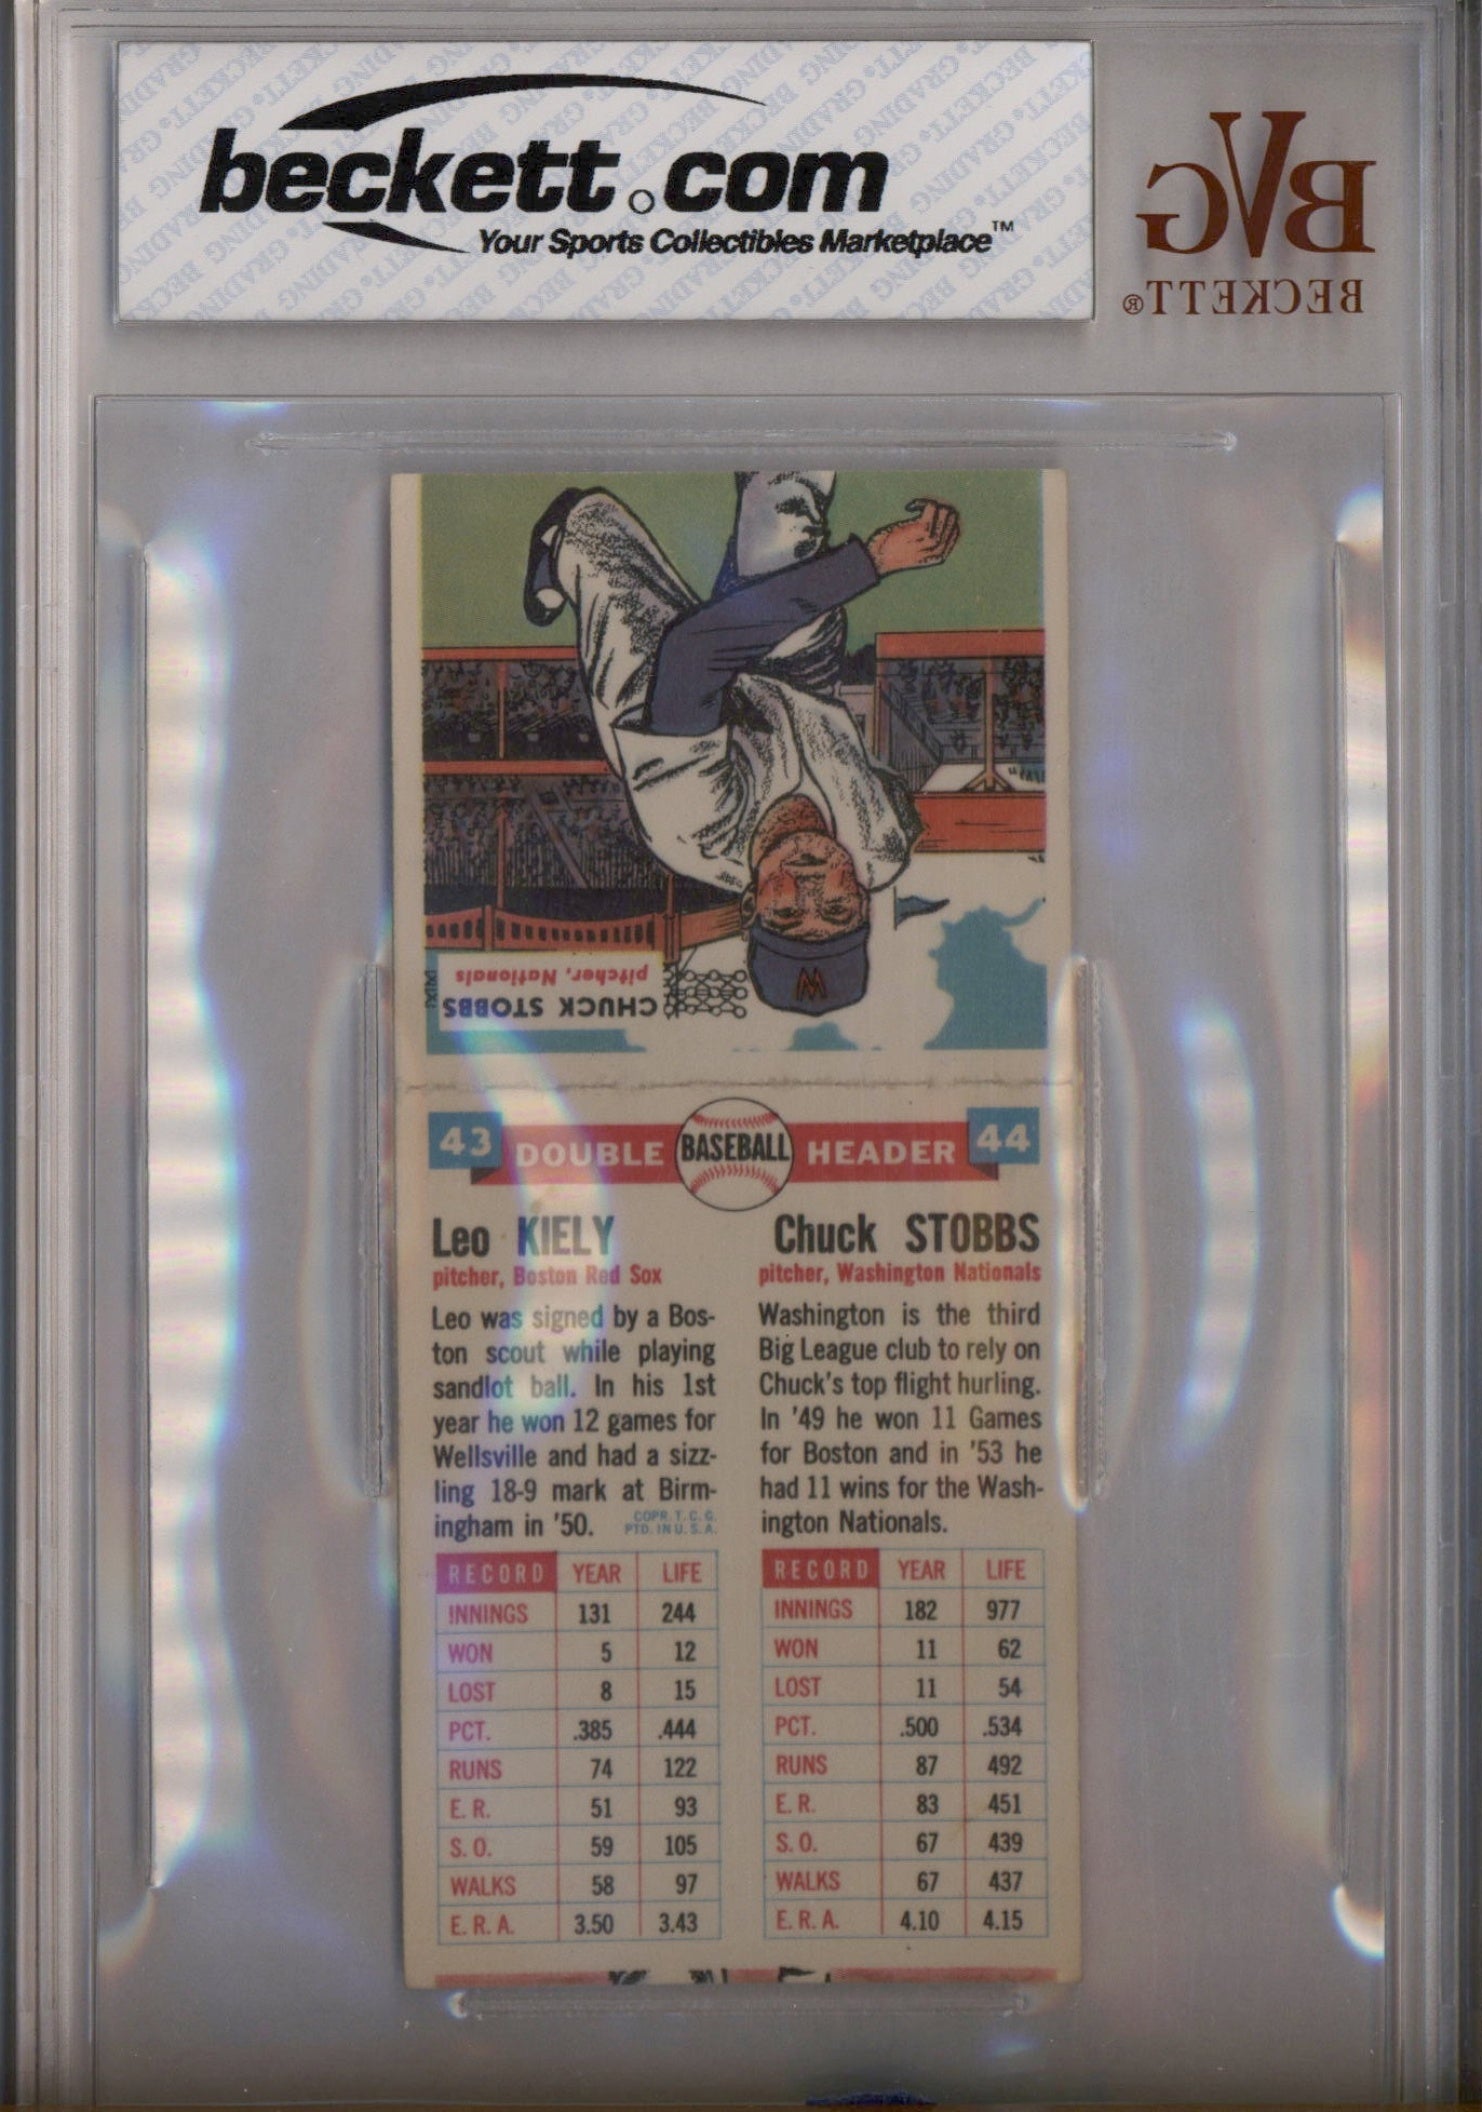 beckett.com
Your Sports Collectibles Marketplace™
BVG
BECKETT®
CHUCK STOBBS
pitcher, Nationals
43 DOUBLE BASEBALL HEADER 44
Leo KIELY
pitcher, Boston Red Sox
Leo was signed by a Bos-
ton scout while playing
sandlot ball. In his 1st
year he won 12 games for
Wellsville and had a sizz-
ling 18-9 mark at Birm-
ingham in '50.
COPR. T. C. G.
PTD. IN U. S. A.
RECORD YEAR LIFE
INNINGS 131 244
WON 5 12
LOST 8 15
PCT. .385 .444
RUNS 74 122
E. R. 51 93
S. O. 59 105
WALKS 58 97
E. R. A. 3.50 3.43
Chuck STOBBS
pitcher, Washington Nationals
Washington is the third
Big League club to rely on
Chuck's top flight hurling.
In '49 he won 11 Games
for Boston and in '53 he
had 11 wins for the Wash-
ington Nationals.
RECORD YEAR LIFE
INNINGS 182 977
WON 11 62
LOST 11 54
PCT. .500 .534
RUNS 87 492
E. R. 83 451
S. O. 67 439
WALKS 67 437
E. R. A. 4.10 4.15